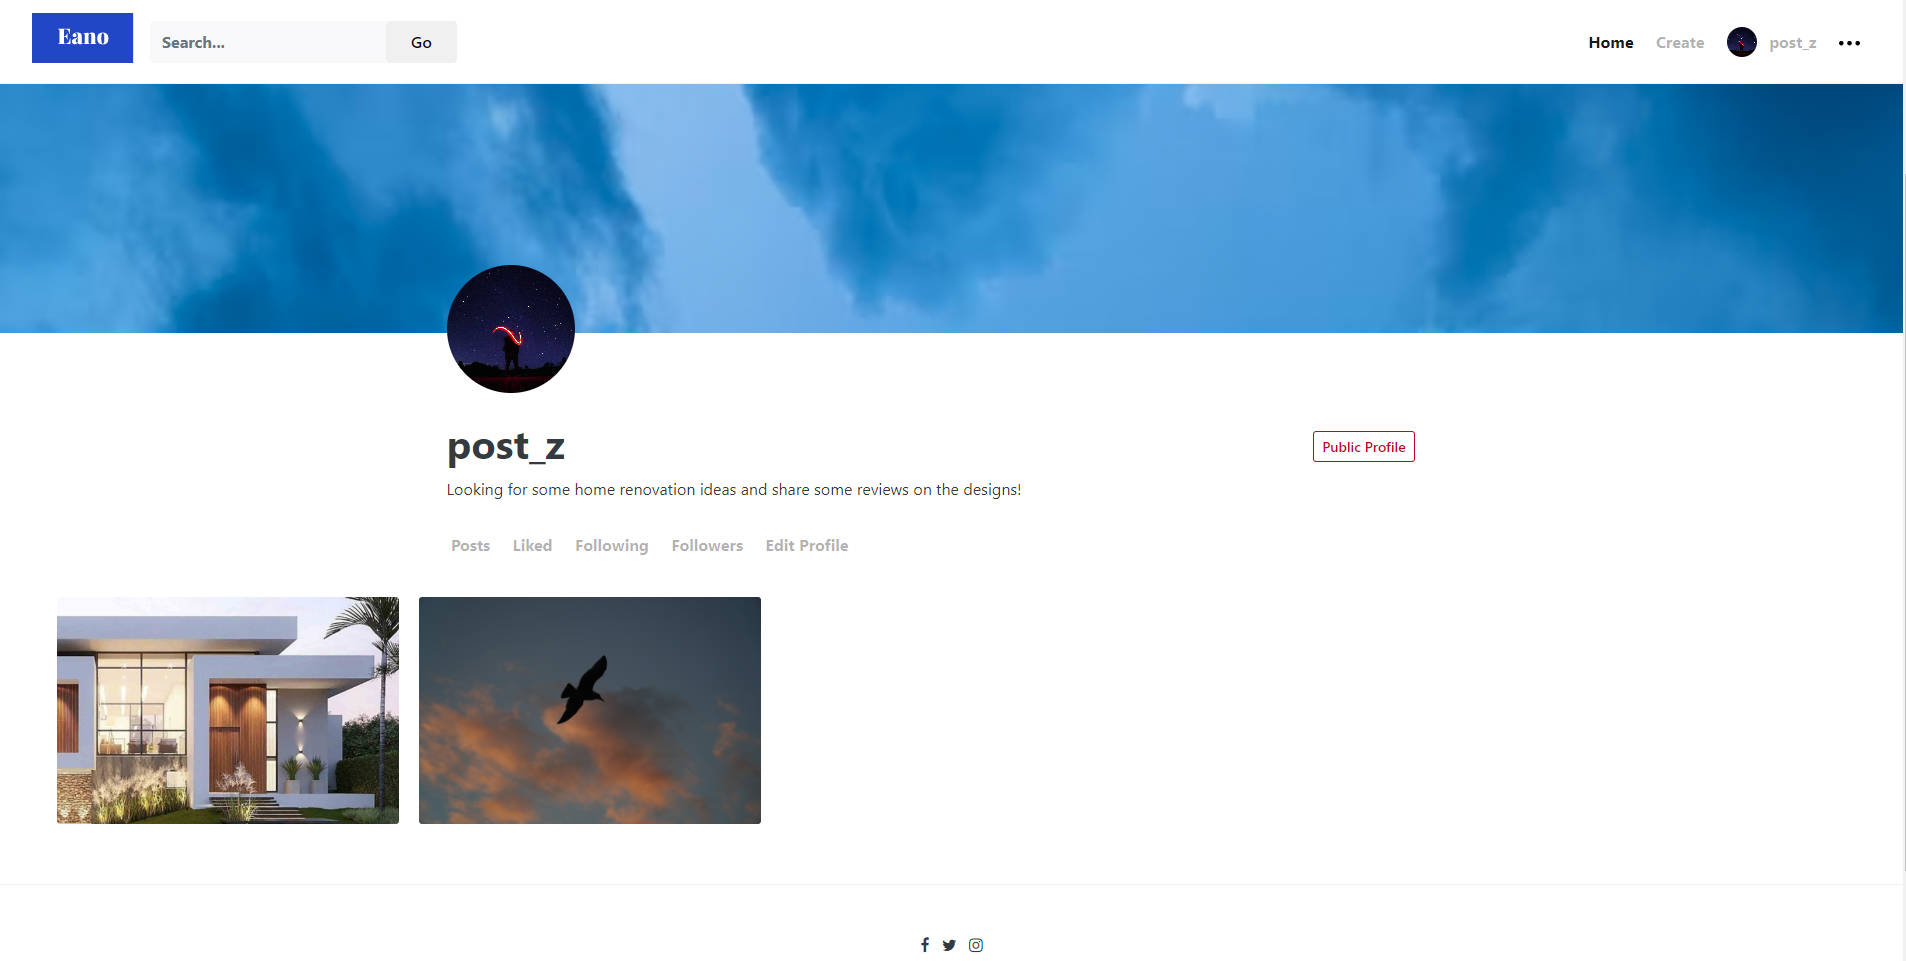 Eano
Search...
Go
Home
Create
post_z
post_z
Public Profile
Looking for some home renovation ideas and share some reviews on the designs!
Posts
Liked
Following
Followers
Edit Profile